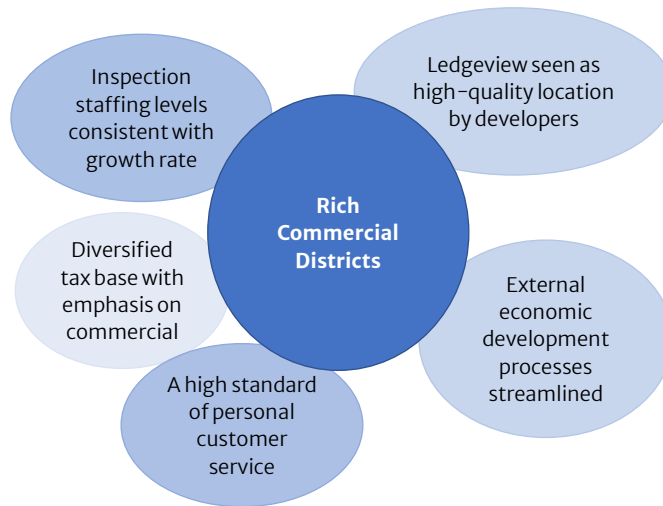 Inspection
staffing levels
consistent with
growth rate
Ledgeview seen as
high-quality location
by developers
Rich
Commercial
Districts
Diversified
tax base with
emphasis on
commercial
External
economic
development
processes
streamlined
A high standard
of personal
customer
service